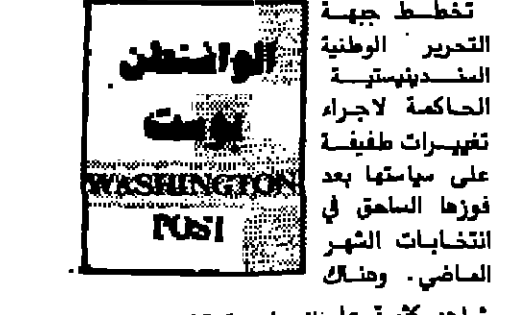 الواشنطن
بوست
WASHINGTON
POST
تخطط جبهة
التحرير الوطنية
السندينيستية
الحاكمة لاجراء
تغييرات طفيفة
على سياستها بعد
فوزها الساحق في
انتخابات الشهر
الماضي. وهناك